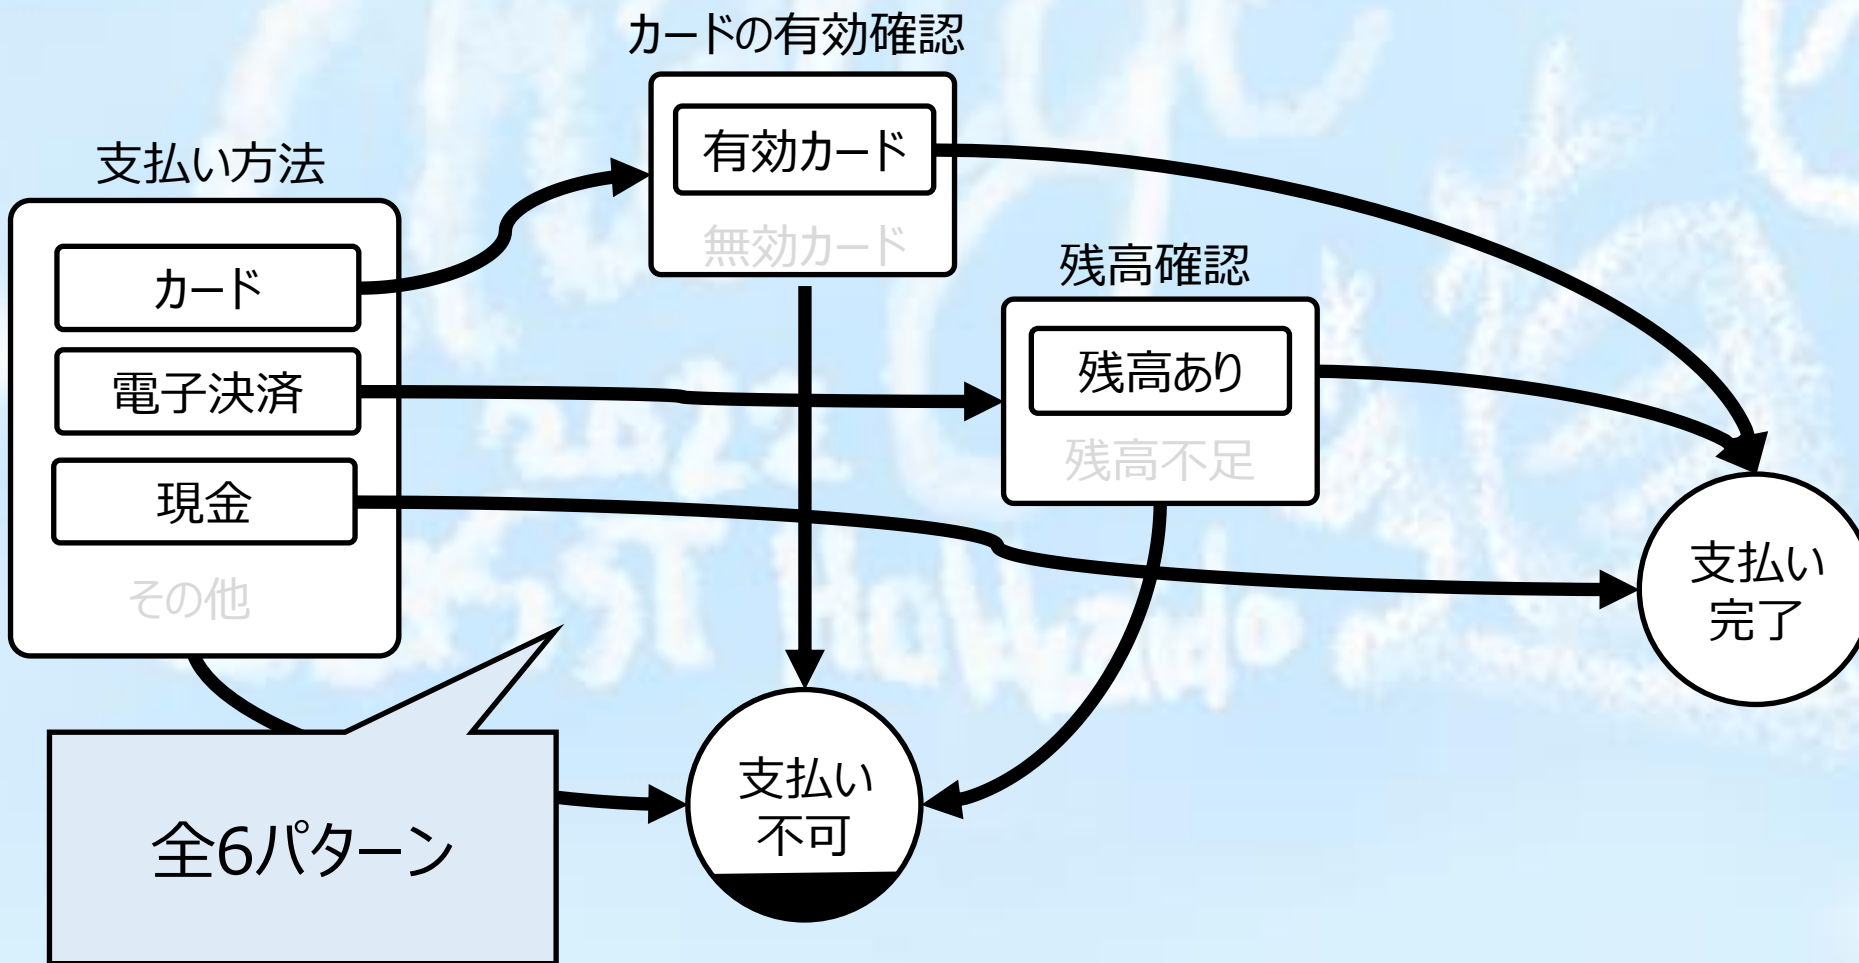 カードの有効確認
有効カード
無効カード
支払い方法
カード
電子決済
現金
その他
残高確認
残高あり
残高不足
支払い
完了
支払い
不可
全6パターン
2022